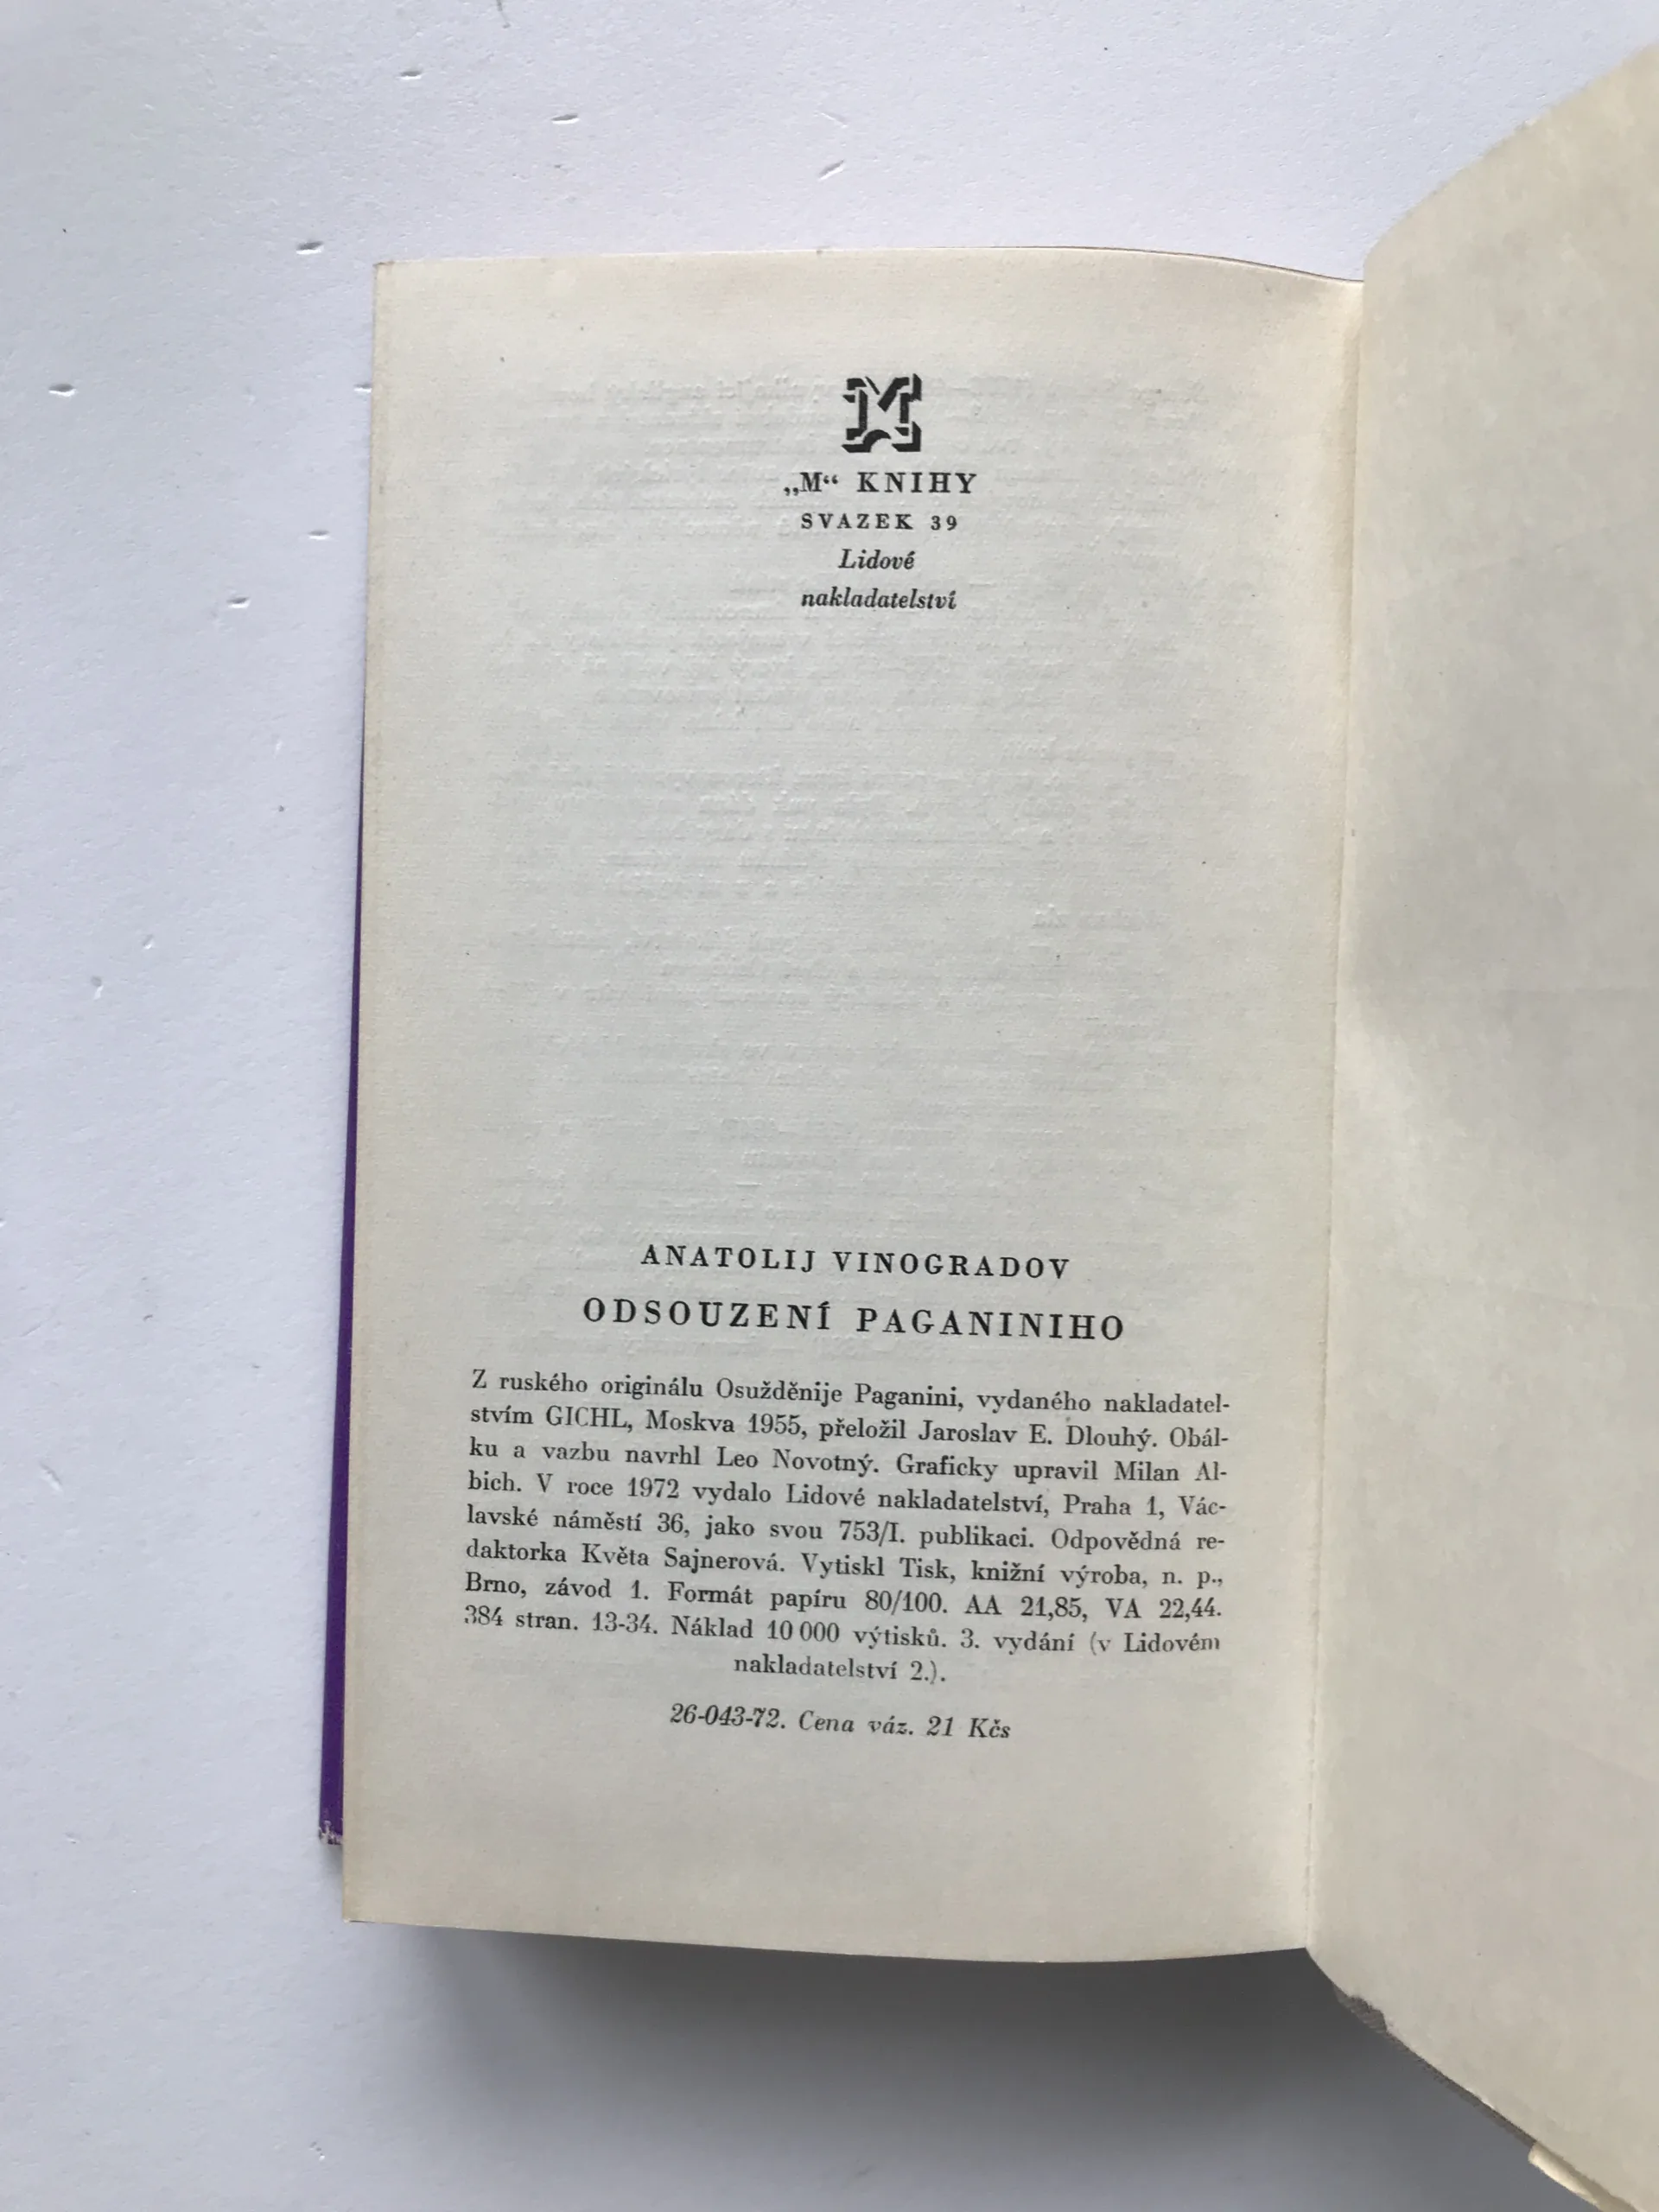 M
„M“ KNIHY
SVAZEK 39
Lidové
nakladatelství
ANATOLIJ VINOGRADOV
ODSOUZENÍ PAGANINIHO
Z ruského originálu Osužděnije Paganini, vydaného nakladatel-
stvím GICHL, Moskva 1955, přeložil Jaroslav E. Dlouhý. Obál-
ku a vazbu navrhl Leo Novotný. Graficky upravil Milan Al-
bich. V roce 1972 vydalo Lidové nakladatelství, Praha 1, Vác-
lavské náměstí 36, jako svou 753/I. publikaci. Odpovědná re-
daktorka Květa Sajnerová. Vytiskl Tisk, knižní výroba, n. p.,
Brno, závod 1. Formát papíru 80/100. AA 21,85, VA 22,44.
384 stran. 13-34. Náklad 10 000 výtisků. 3. vydání (v Lidovém
nakladatelství 2.).
26-043-72. Cena váz. 21 Kčs